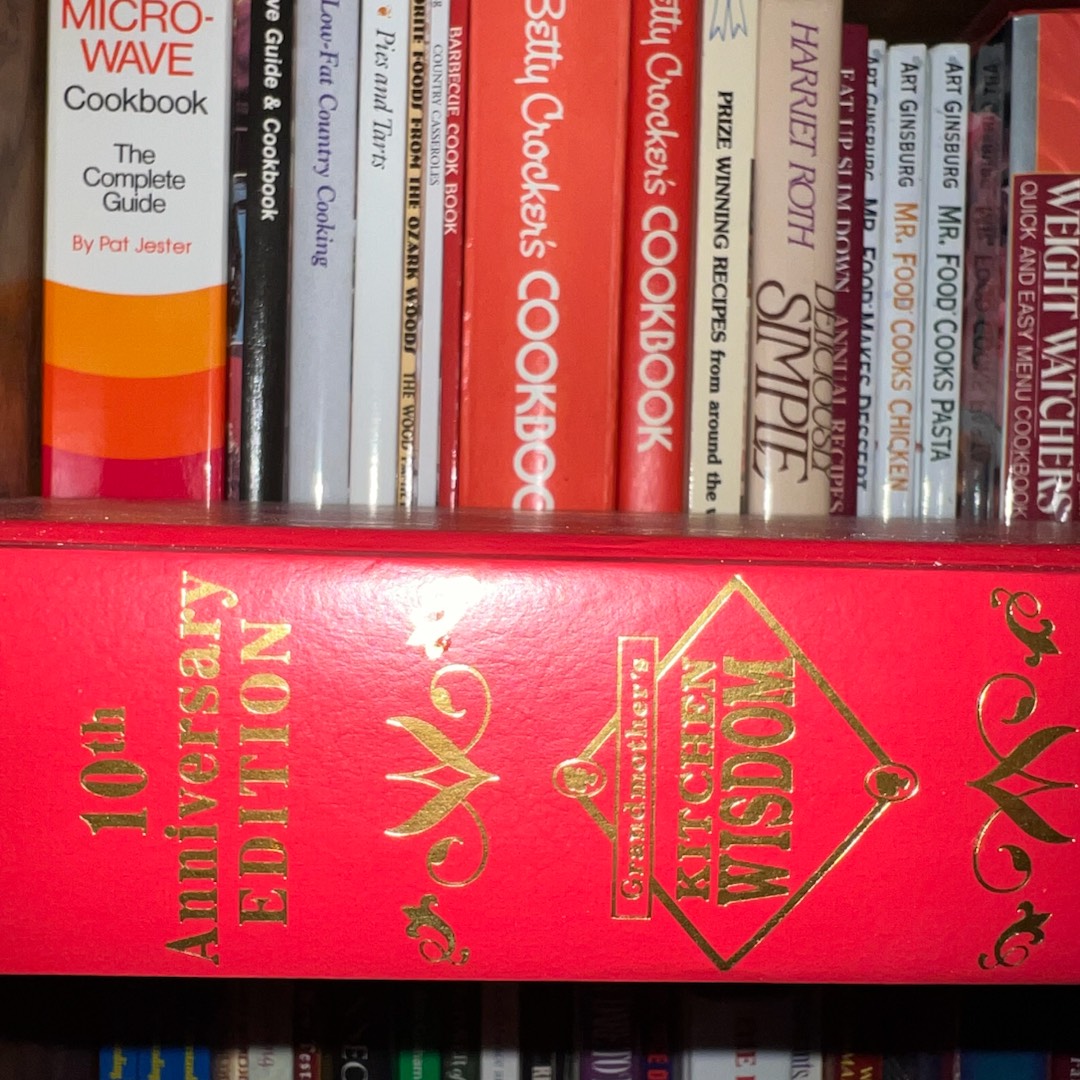 MICRO-
WAVE
Cookbook
The
Complete
Guide
By Pat Jester
Guide & Cookbook
Low-Fat Country Cooking
Pies and Tarts
FOODS FROM THE OZARK WOODS
COUNTRY CASSEROLES
BARBECUE COOK BOOK
Betty Crocker's COOKBOOK
Betty Crocker's COOKBOOK
PRIZE WINNING RECIPES from around the
HARRIET ROTH
DELICIOUSLY
SIMPLE
EAT UP SLIM DOWN ANNUAL RECIPES
ART GINSBURG MR. FOOD MAKES DESSERT
ART GINSBURG MR. FOOD COOKS CHICKEN
ART GINSBURG MR. FOOD COOKS PASTA
WEIGHT WATCHERS
QUICK AND EASY MENU COOKBOOK
10th
Anniversary
EDITION
Grandmother's
KITCHEN
WISDOM